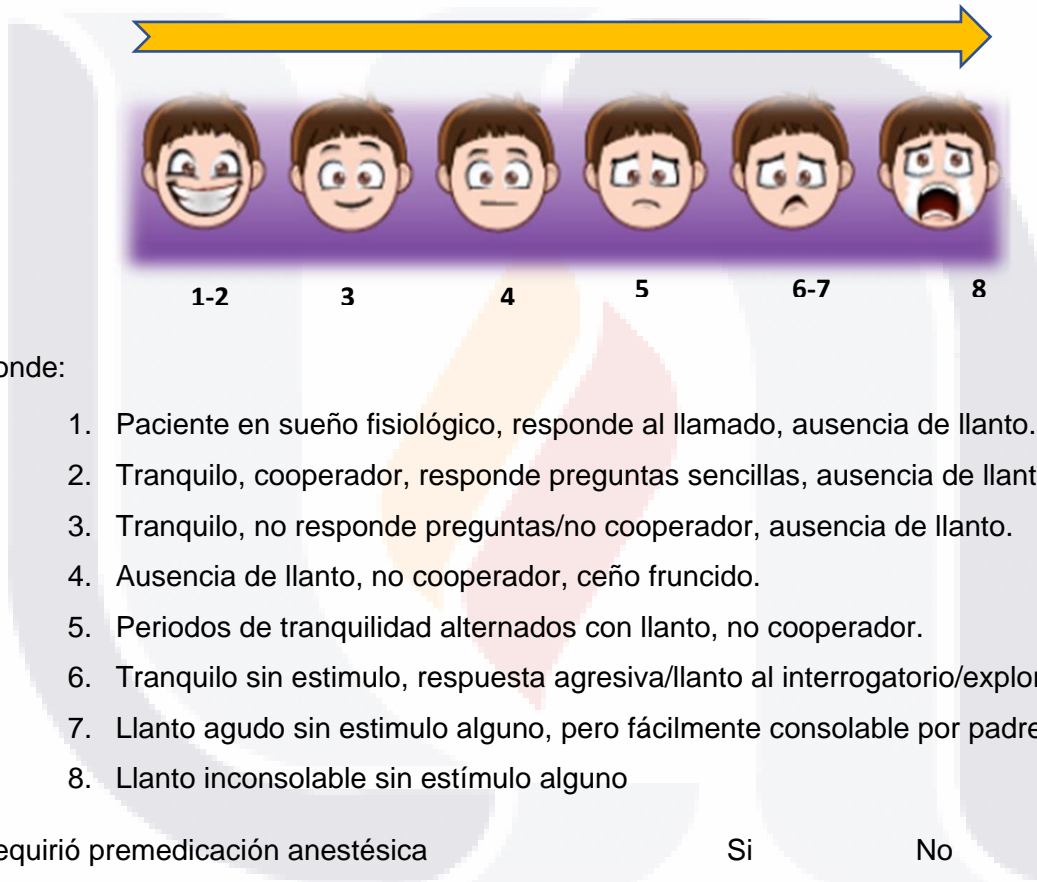 1-2 3 4 5 6-7 8
onde:
1. Paciente en sueño fisiológico, responde al llamado, ausencia de llanto.
2. Tranquilo, cooperador, responde preguntas sencillas, ausencia de llant
3. Tranquilo, no responde preguntas/no cooperador, ausencia de llanto.
4. Ausencia de llanto, no cooperador, ceño fruncido.
5. Periodos de tranquilidad alternados con llanto, no cooperador.
6. Tranquilo sin estimulo, respuesta agresiva/llanto al interrogatorio/explor
7. Llanto agudo sin estimulo alguno, pero fácilmente consolable por padre
8. Llanto inconsolable sin estímulo alguno
equirió premedicación anestésica Si No